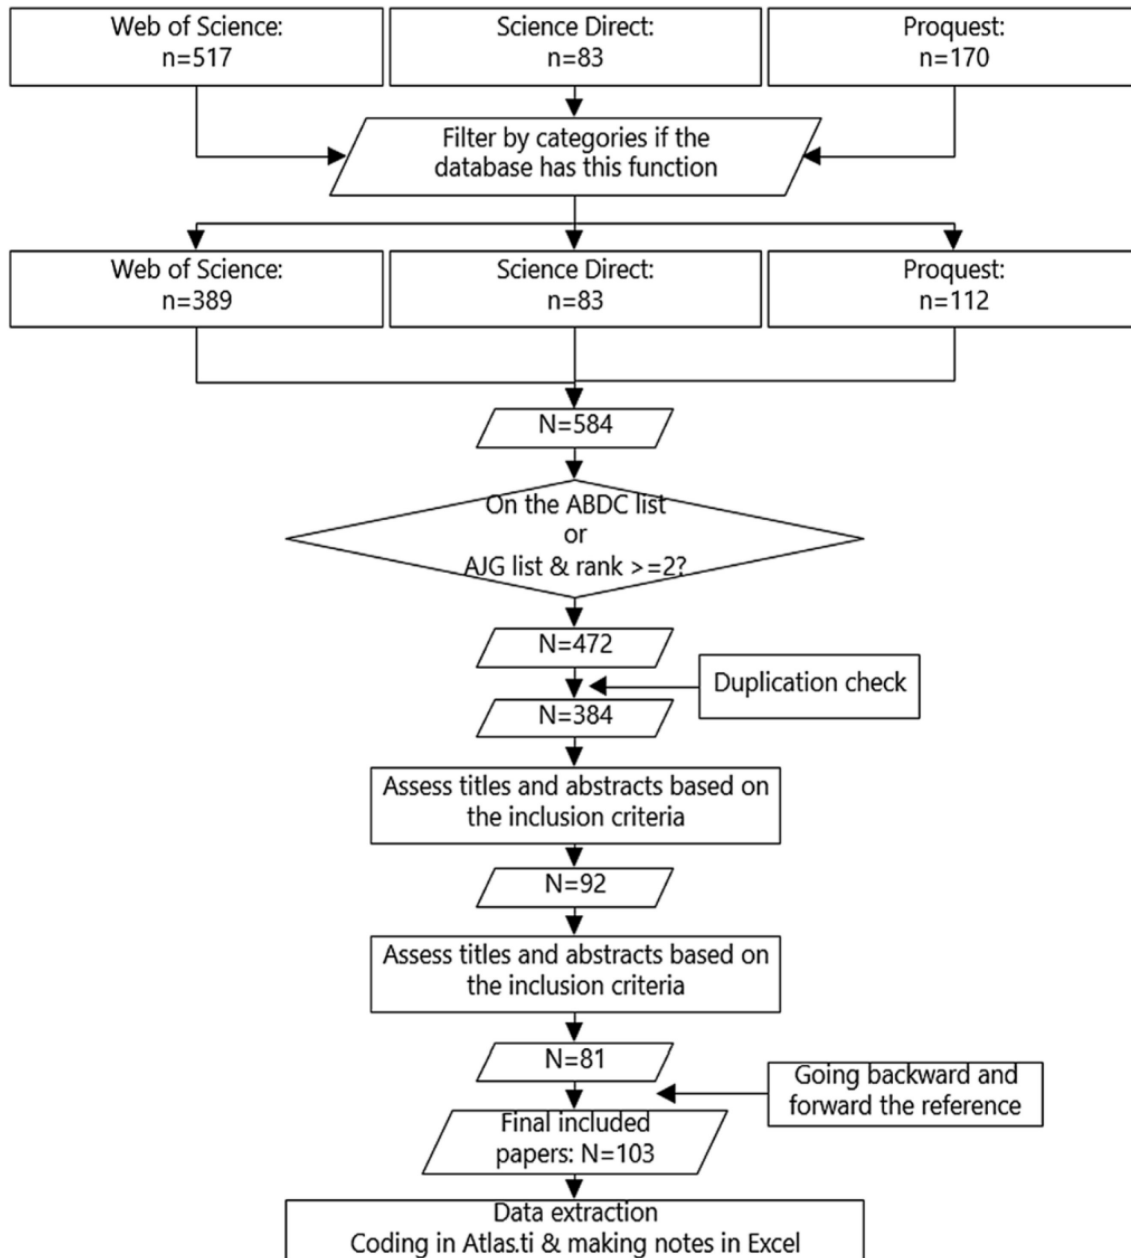 Web of Science:
n=517
Science Direct:
n=83
Proquest:
n=170
Filter by categories if the
database has this function
Web of Science:
n=389
Science Direct:
n=83
Proquest:
n=112
N=584
On the ABDC list
or
AJG list & rank >=2?
N=472
Duplication check
N=384
Assess titles and abstracts based on
the inclusion criteria
N=92
Assess titles and abstracts based on
the inclusion criteria
N=81
Going backward and
forward the reference
Final included
papers: N=103
Data extraction
Coding in Atlas.ti & making notes in Excel